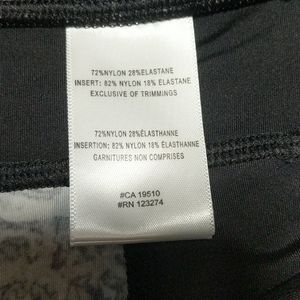 72%NYLON 28%ELASTANE
INSERT: 82% NYLON 18% ELASTANE
EXCLUSIVE OF TRIMMINGS
72%NYLON 28%ÉLASTHANNE
INSERTION: 82% NYLON 18% ÉLASTHANNE
GARNITURES NON COMPRISES
#CA 19510
#RN 123274